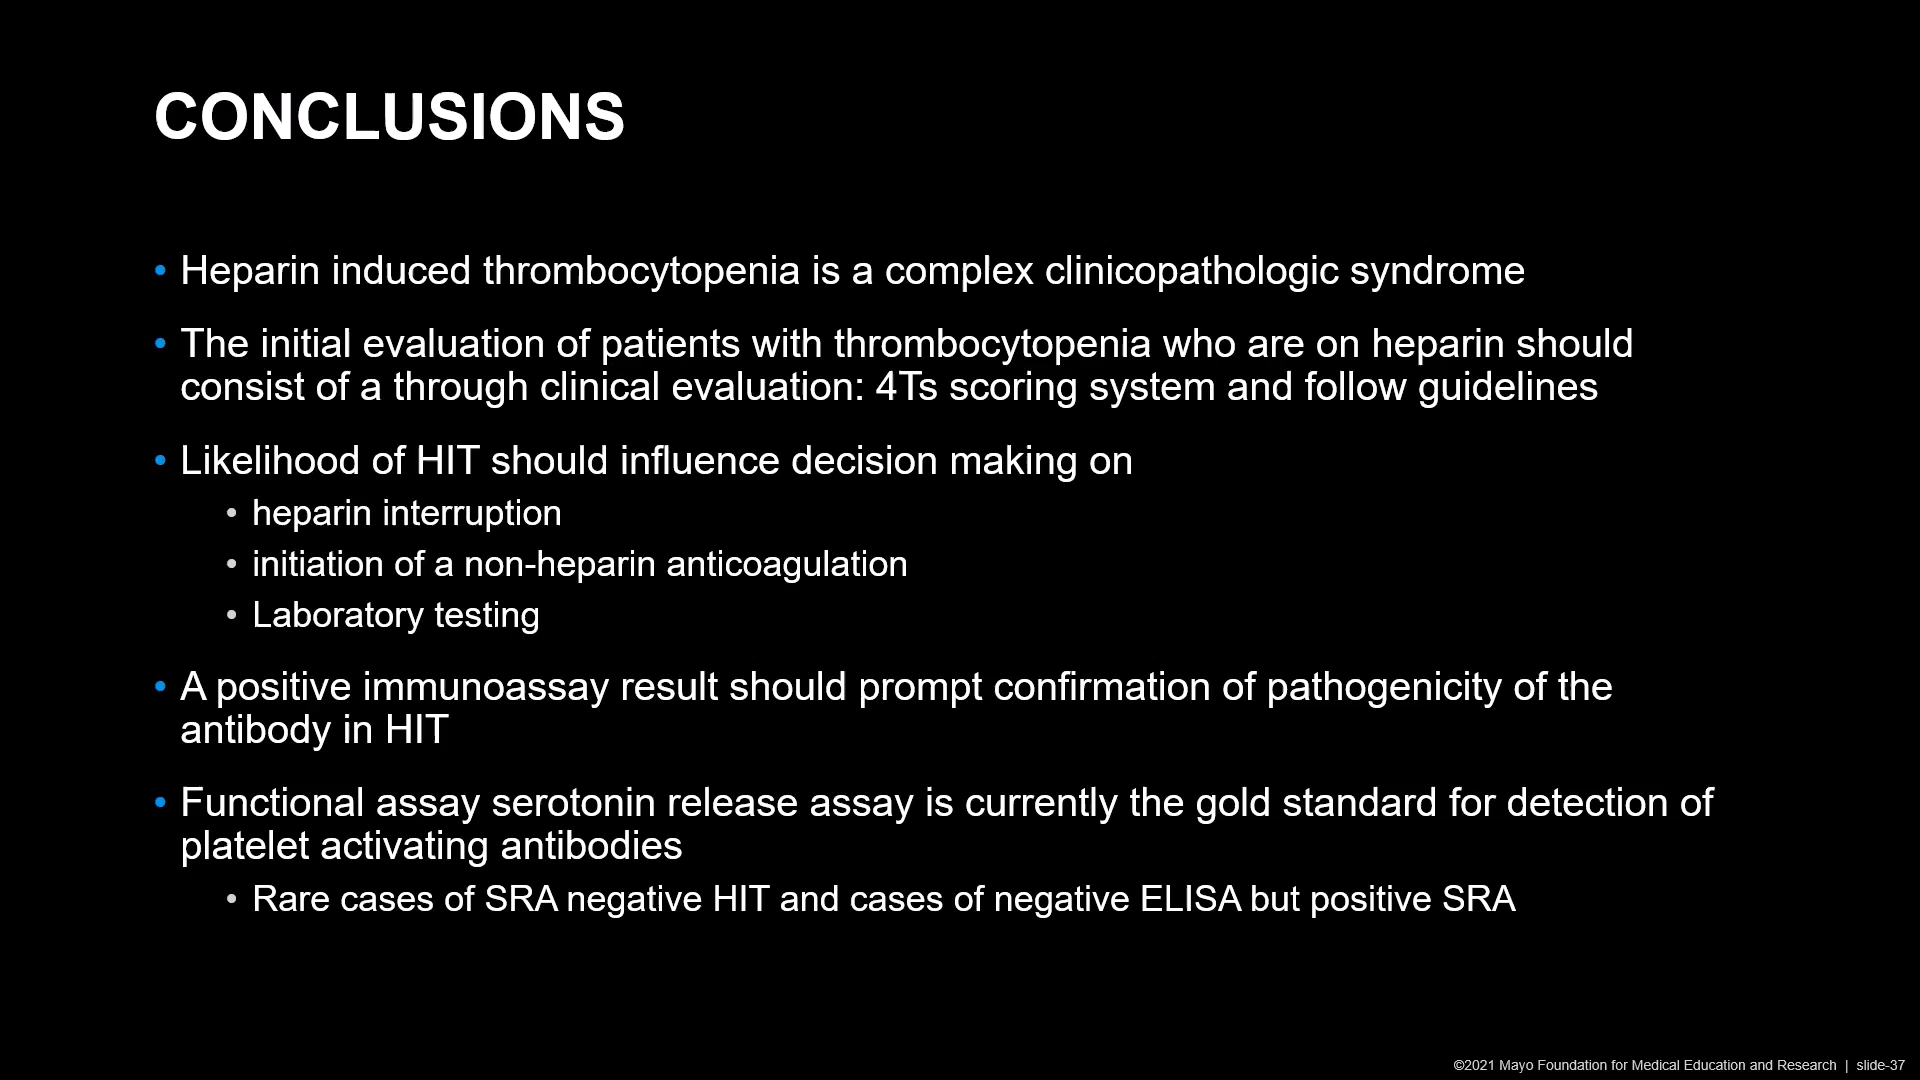 CONCLUSIONS
• Heparin induced thrombocytopenia is a complex clinicopathologic syndrome
• The initial evaluation of patients with thrombocytopenia who are on heparin should
consist of a through clinical evaluation: 4Ts scoring system and follow guidelines
• Likelihood of HIT should influence decision making on
• heparin interruption
• initiation of a non-heparin anticoagulation
• Laboratory testing
• A positive immunoassay result should prompt confirmation of pathogenicity of the
antibody in HIT
• Functional assay serotonin release assay is currently the gold standard for detection of
platelet activating antibodies
• Rare cases of SRA negative HIT and cases of negative ELISA but positive SRA
©2021 Mayo Foundation for Medical Education and Research | slide-37